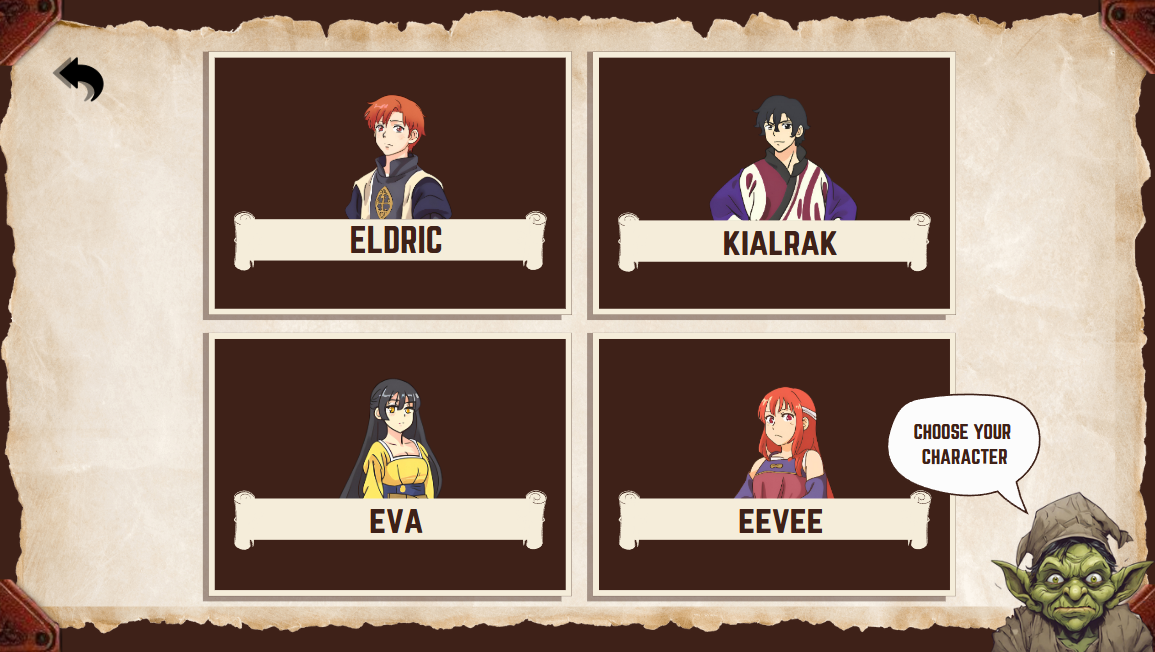 ELDRIC
KIALRAK
EVA
EEVEE
CHOOSE YOUR
CHARACTER